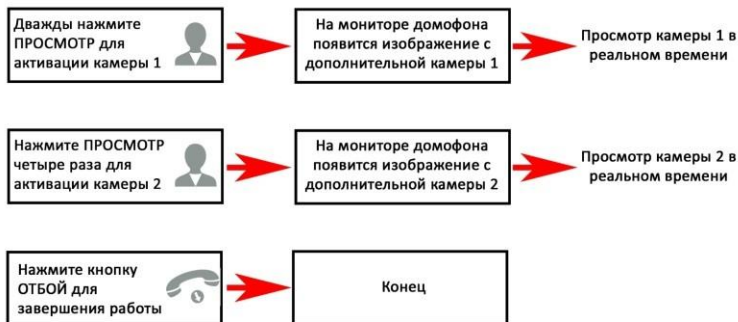 Дважды нажмите
ПРОСМОТР для
активации камеры 1
На мониторе домофона
появится изображение с
дополнительной камеры 1
Просмотр камеры 1 в
реальном времени
Нажмите ПРОСМОТР
четыре раза для
активации камеры 2
На мониторе домофона
появится изображение с
дополнительной камеры 2
Просмотр камеры 2 в
реальном времени
Нажмите кнопку
ОТБОЙ для
завершения работы
Конец